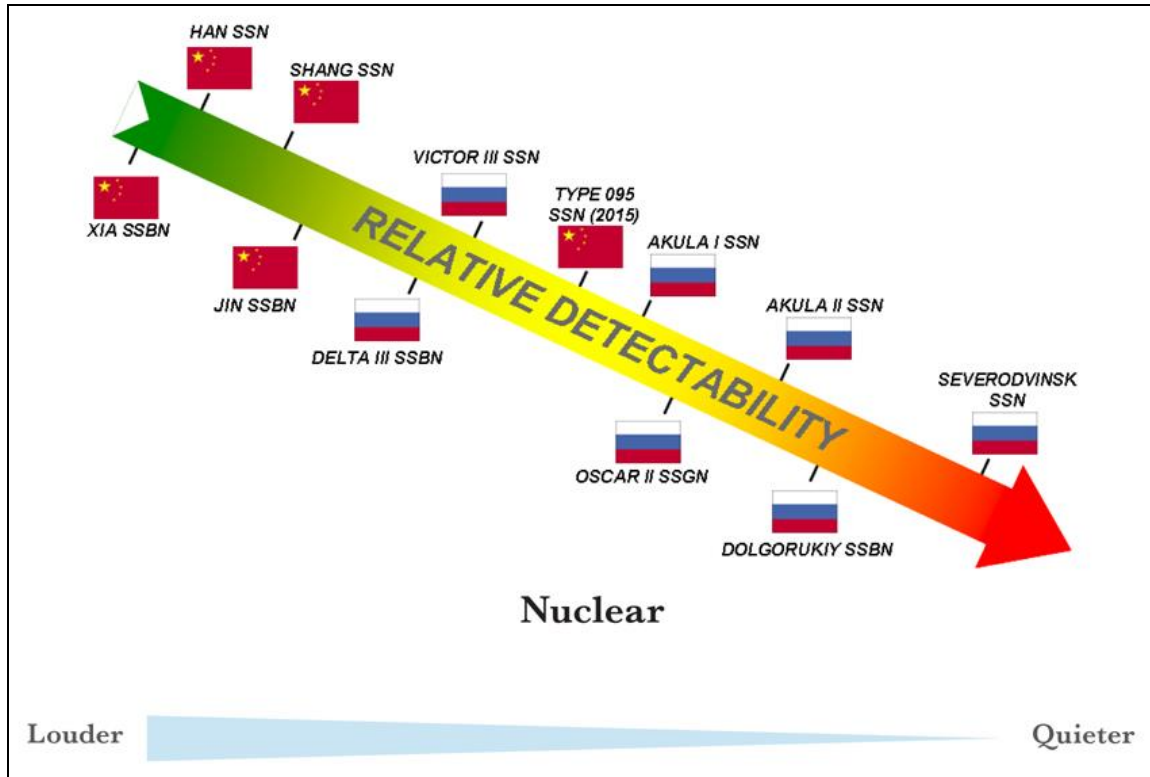 HAN SSN
SHANG SSN
XIA SSBN
VICTOR III SSN
TYPE 095
SSN (2015)
JIN SSBN
AKULA I SSN
DELTA III SSBN
RELATIVE DETECTABILITY
AKULA II SSN
SEVERODVINSK
SSN
OSCAR II SSGN
DOLGORUKIY SSBN
Nuclear
Louder
Quieter